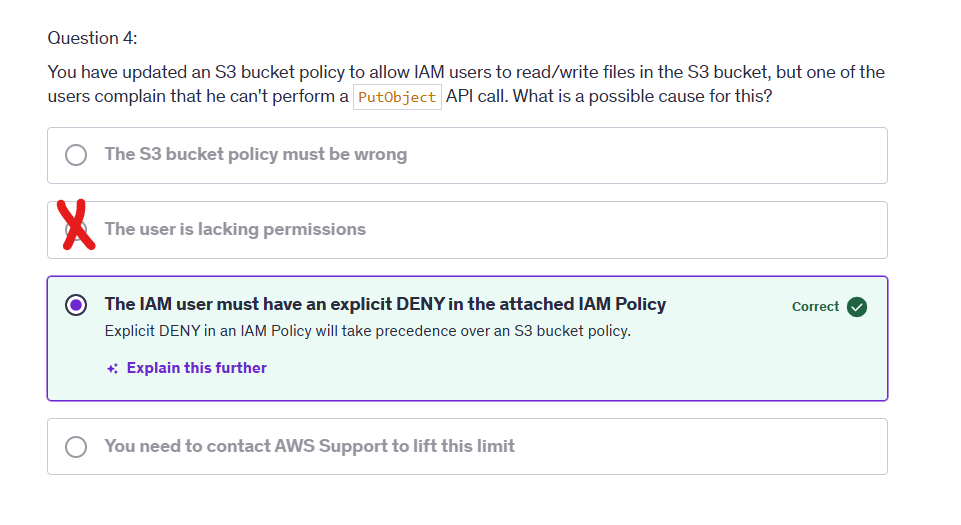 Question 4:
You have updated an S3 bucket policy to allow IAM users to read/write files in the S3 bucket, but one of the
users complain that he can't perform a PutObject API call. What is a possible cause for this?
The S3 bucket policy must be wrong
The user is lacking permissions
The IAM user must have an explicit DENY in the attached IAM Policy
Correct
Explicit DENY in an IAM Policy will take precedence over an S3 bucket policy.
Explain this further
You need to contact AWS Support to lift this limit